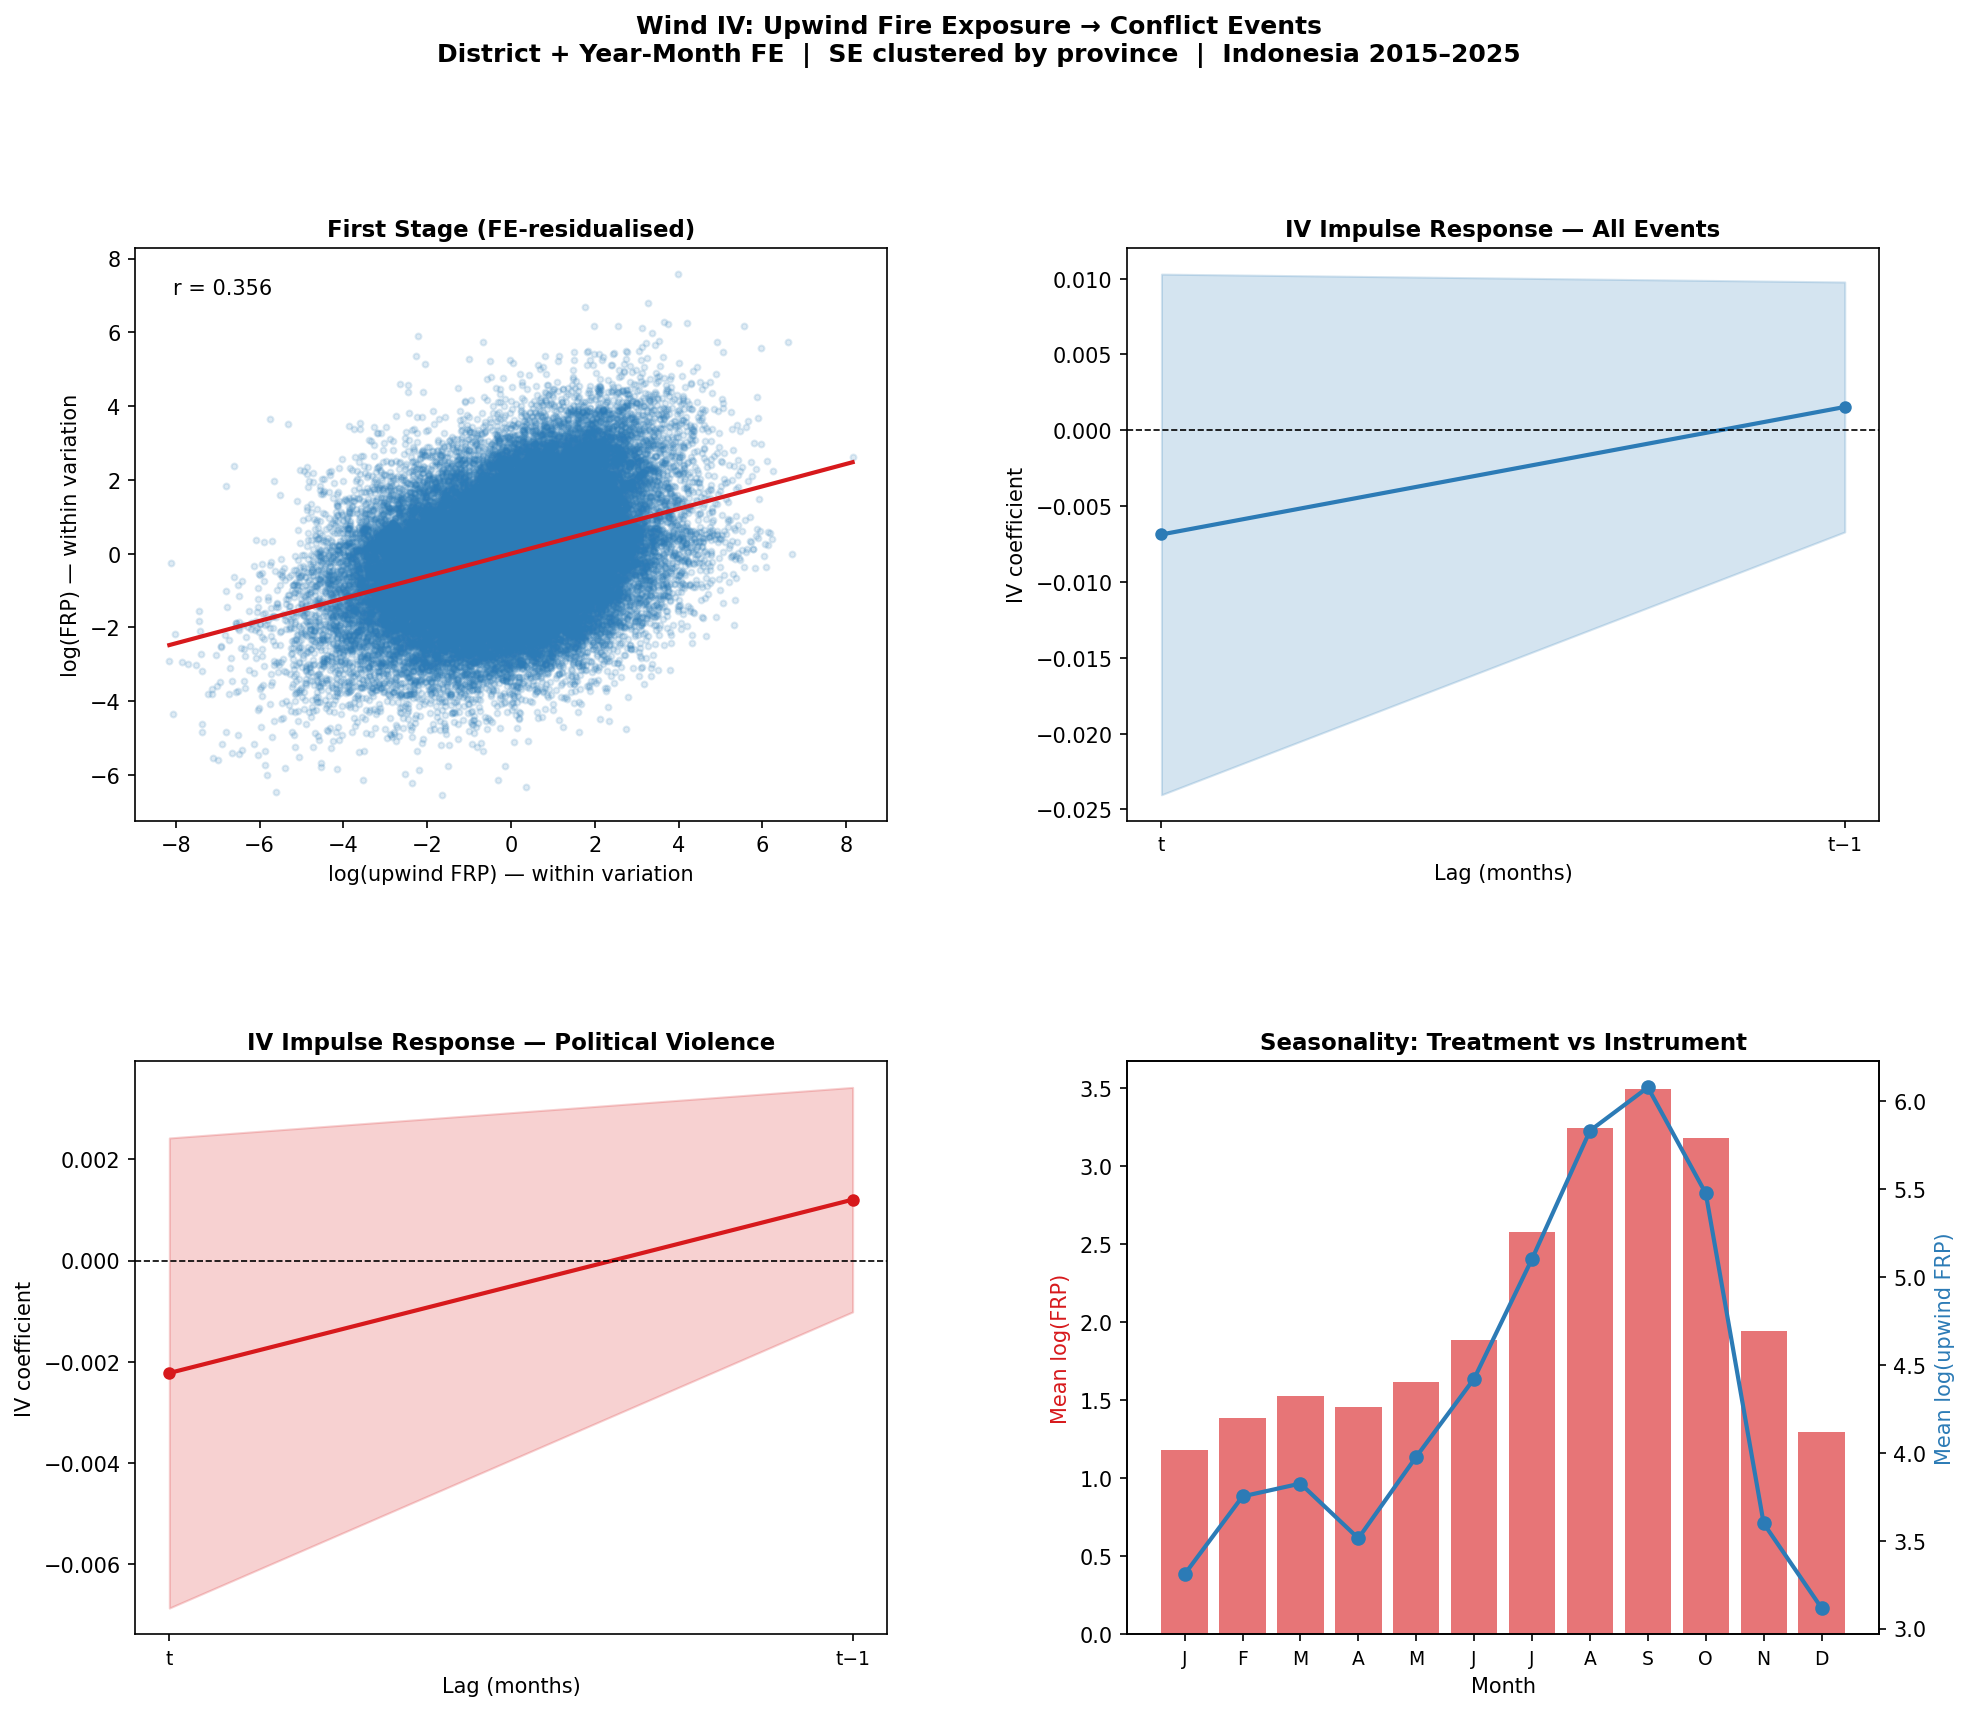 Wind IV: Upwind Fire Exposure → Conflict Events
District + Year-Month FE | SE clustered by province | Indonesia 2015–2025
First Stage (FE-residualised)
r = 0.356
8
6
4
2
0
−2
−4
−6
log(FRP) — within variation
−8
−6
−4
−2
0
2
4
6
8
log(upwind FRP) — within variation
IV Impulse Response — All Events
0.010
0.005
0.000
−0.005
−0.010
−0.015
−0.020
−0.025
IV coefficient
t
t−1
Lag (months)
IV Impulse Response — Political Violence
0.002
0.000
−0.002
−0.004
−0.006
IV coefficient
t
t−1
Lag (months)
Seasonality: Treatment vs Instrument
3.5
3.0
2.5
2.0
1.5
1.0
0.5
0.0
Mean log(FRP)
6.0
5.5
5.0
4.5
4.0
3.5
3.0
Mean log(upwind FRP)
J
F
M
A
M
J
J
A
S
O
N
D
Month